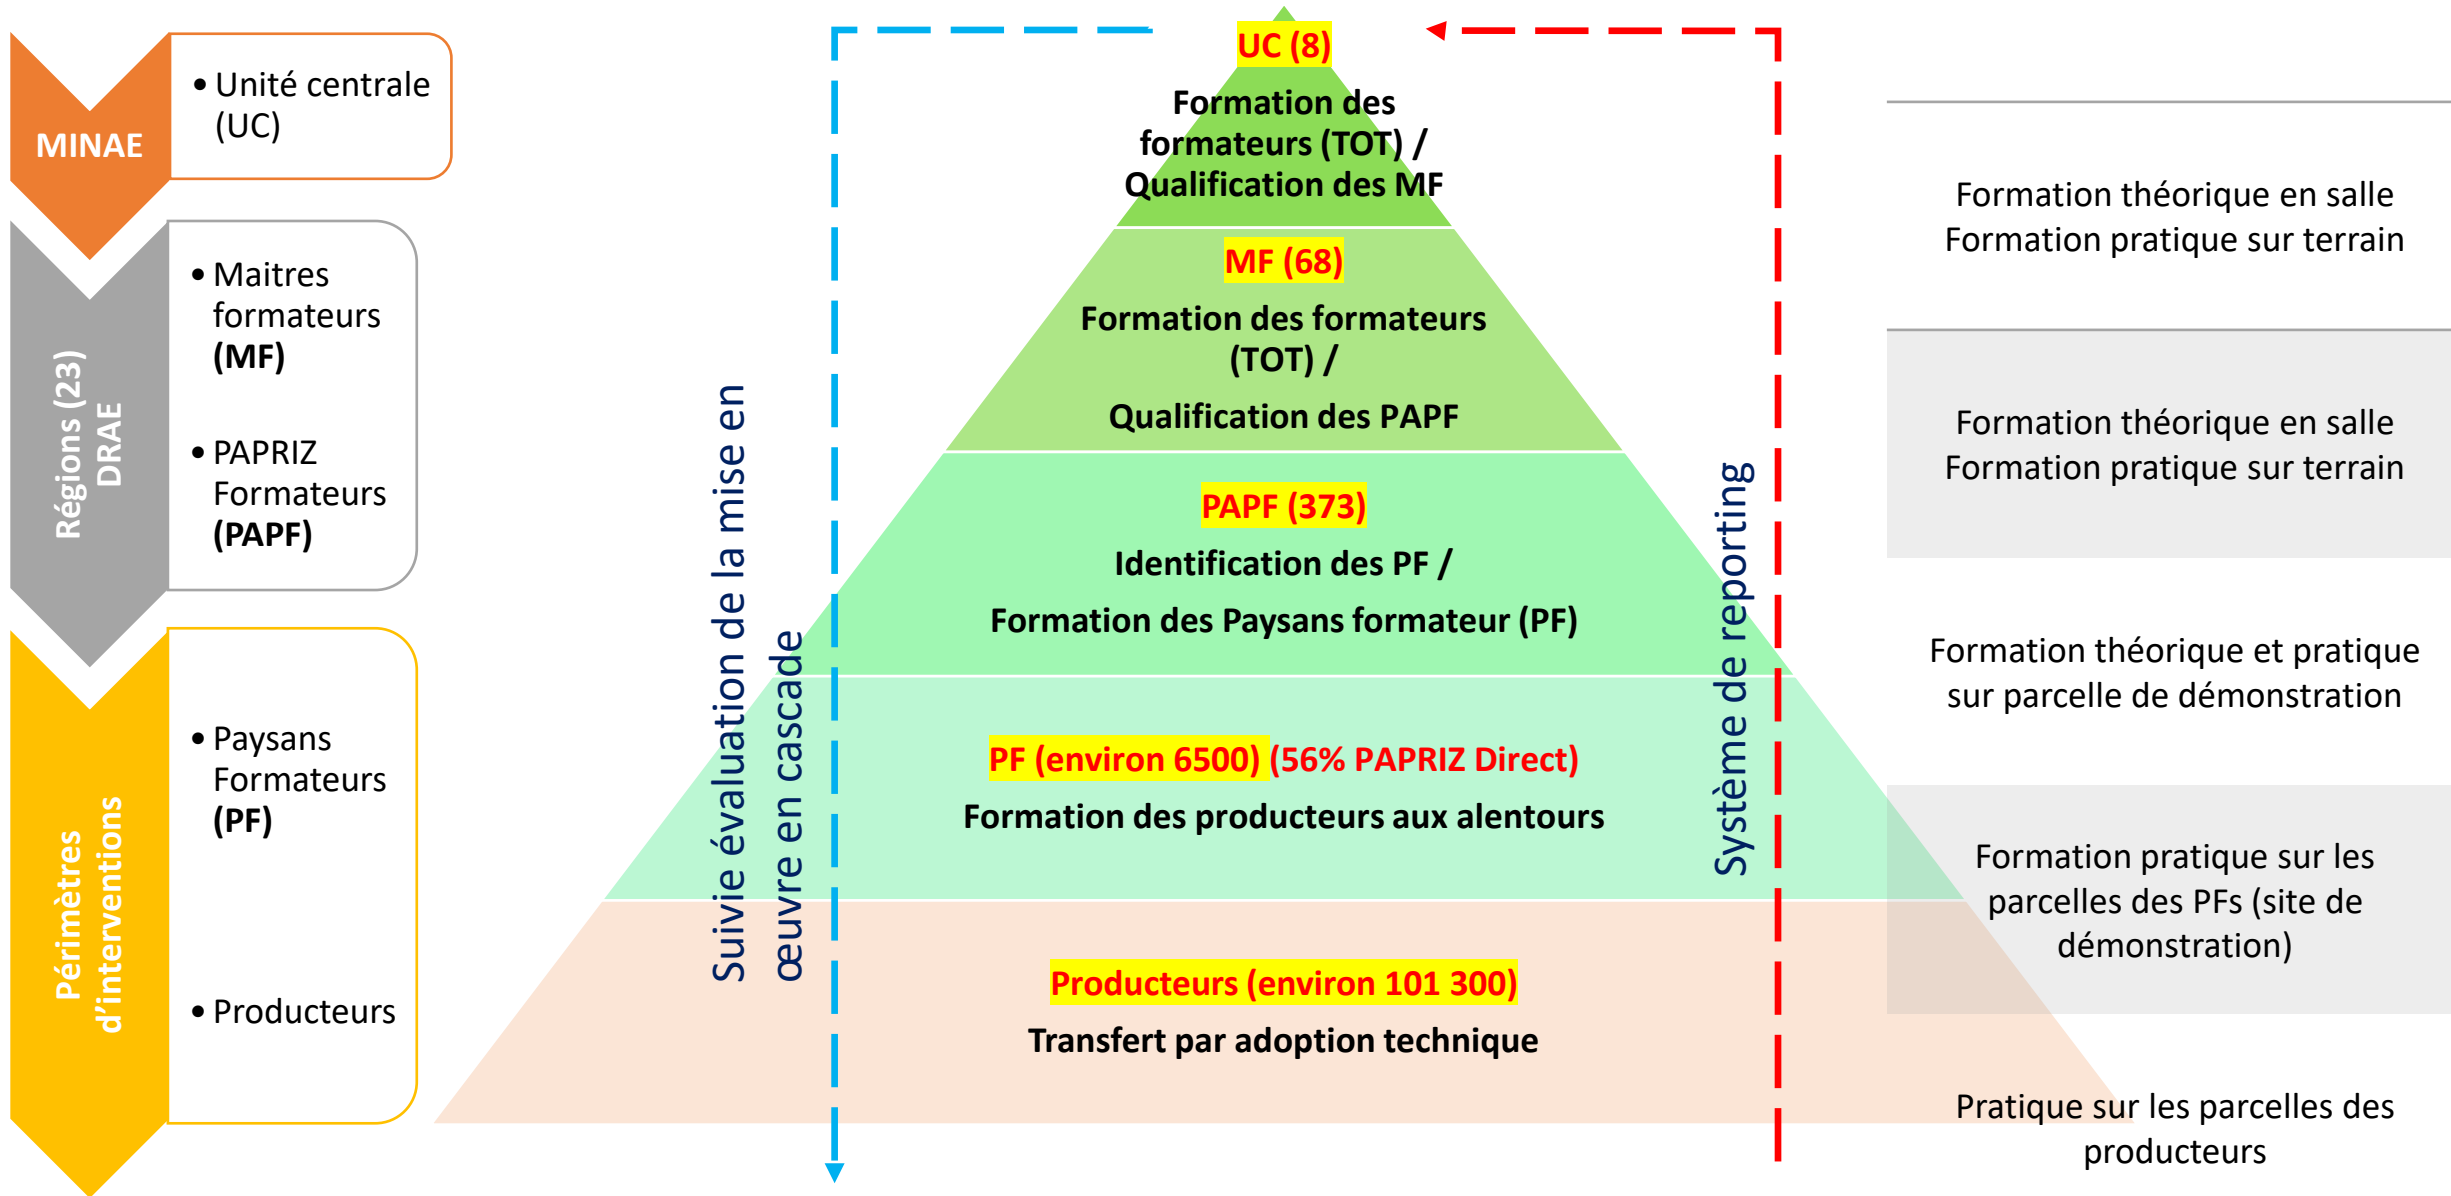 MINAE
• Unité centrale
(UC)
Régions (23)
DRAE
• Maitres
formateurs
(MF)
• PAPRIZ
Formateurs
(PAPF)
Périmètres
d'interventions
• Paysans
Formateurs
(PF)
• Producteurs
Suivie évaluation de la mise en
œuvre en cascade
UC (8)
Formation des
formateurs (TOT) /
Qualification des MF
MF (68)
Formation des formateurs
(TOT) /
Qualification des PAPF
PAPF (373)
Identification des PF /
Formation des Paysans formateur (PF)
PF (environ 6500) (56% PAPRIZ Direct)
Formation des producteurs aux alentours
Producteurs (environ 101 300)
Transfert par adoption technique
Système de reporting
Formation théorique en salle
Formation pratique sur terrain
Formation théorique en salle
Formation pratique sur terrain
Formation théorique et pratique
sur parcelle de démonstration
Formation pratique sur les
parcelles des PFs (site de
démonstration)
Pratique sur les parcelles des
producteurs